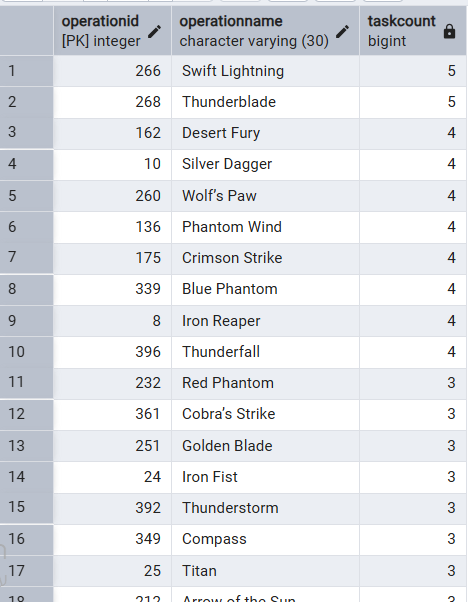 operationid operationname taskcount
[PK] integer character varying (30) bigint
1 266 Swift Lightning 5
2 268 Thunderblade 5
3 162 Desert Fury 4
4 10 Silver Dagger 4
5 260 Wolf’s Paw 4
6 136 Phantom Wind 4
7 175 Crimson Strike 4
8 339 Blue Phantom 4
9 8 Iron Reaper 4
10 396 Thunderfall 4
11 232 Red Phantom 3
12 361 Cobra’s Strike 3
13 251 Golden Blade 3
14 24 Iron Fist 3
15 392 Thunderstorm 3
16 349 Compass 3
17 25 Titan 3
18 212 Arrow of the Sun 3